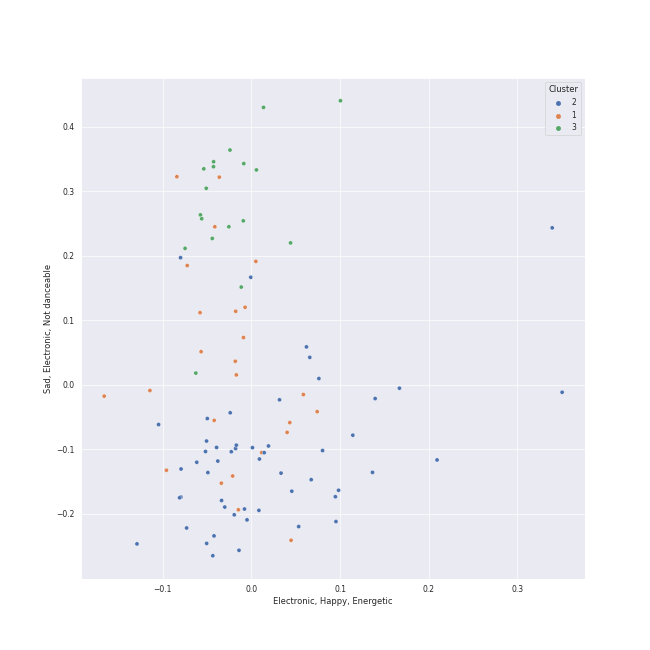 Cluster
2
1
3
0.4
0.3
0.2
0.1
0.0
−0.1
−0.2
Sad, Electronic, Not danceable
−0.1 0.0 0.1 0.2 0.3
Electronic, Happy, Energetic